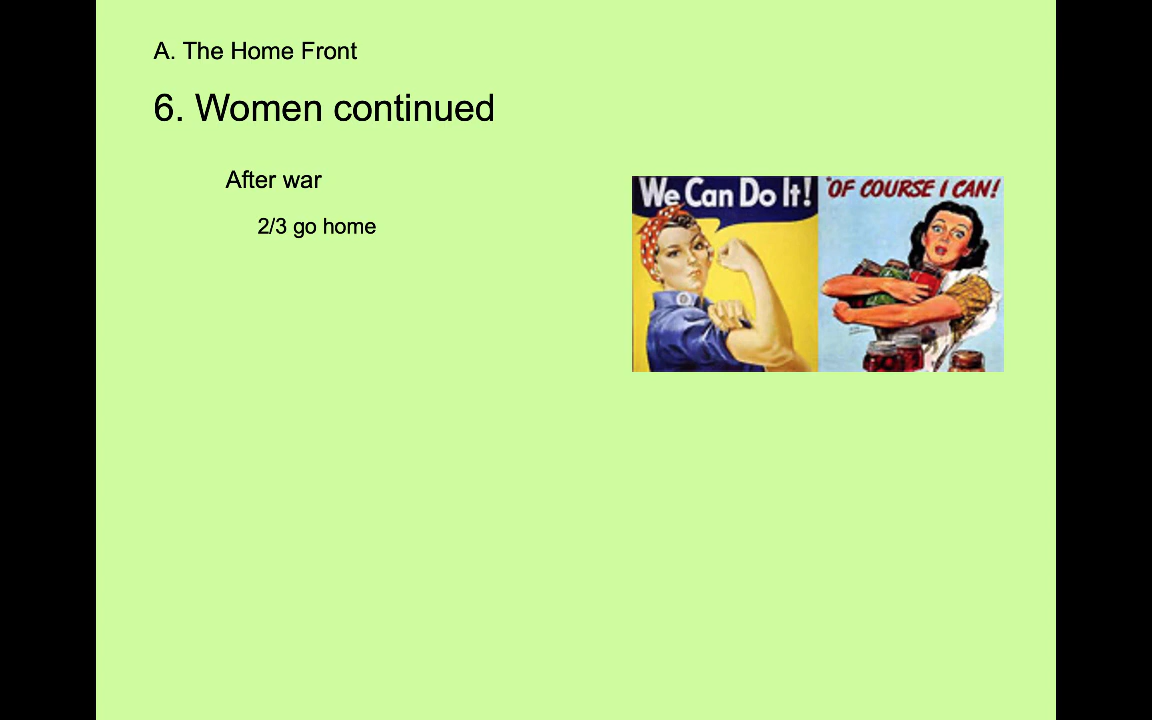 A. The Home Front
6. Women continued
After war
2/3 go home
We Can Do It!
"OF COURSE I CAN!